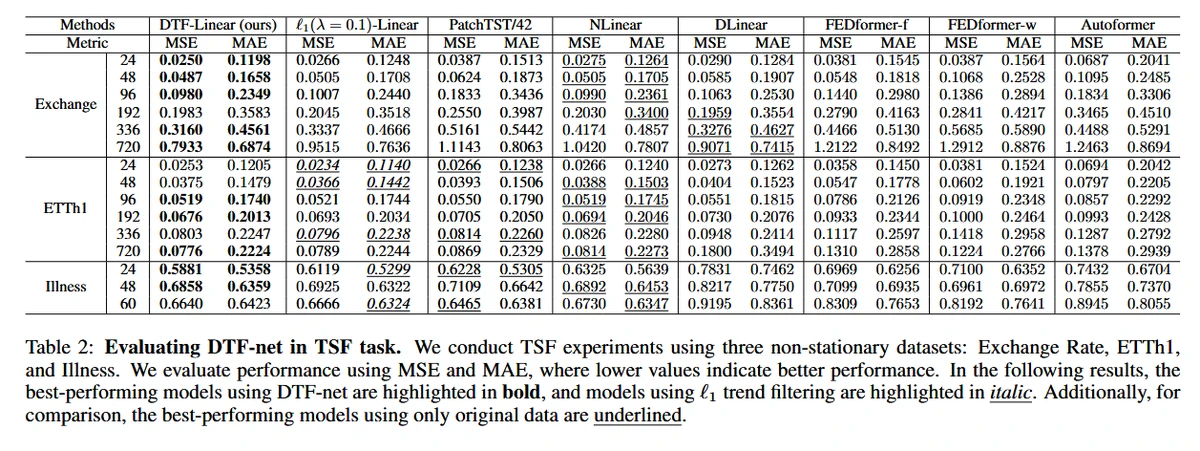 Methods DTF-Linear (ours) ℓ1(λ = 0.1)-Linear PatchTST/42 NLinear DLinear FEDformer-f FEDformer-w Autoformer
Metric MSE MAE MSE MAE MSE MAE MSE MAE MSE MAE MSE MAE MSE MAE MSE MAE
Exchange
24 0.0250 0.1198 0.0266 0.1248 0.0387 0.1513 0.0275 0.1264 0.0290 0.1284 0.0381 0.1545 0.0387 0.1564 0.0687 0.2041
48 0.0487 0.1658 0.0505 0.1708 0.0624 0.1873 0.0505 0.1705 0.0585 0.1907 0.0548 0.1818 0.1068 0.2528 0.1095 0.2485
96 0.0980 0.2349 0.1007 0.2440 0.1833 0.3436 0.0990 0.2361 0.1063 0.2530 0.1440 0.2980 0.1386 0.2894 0.1834 0.3306
192 0.1983 0.3583 0.2045 0.3518 0.2550 0.3987 0.2030 0.3400 0.1959 0.3554 0.2790 0.4163 0.2841 0.4217 0.3465 0.4510
336 0.3160 0.4561 0.3337 0.4666 0.5161 0.5442 0.4174 0.4857 0.3276 0.4627 0.4466 0.5130 0.5685 0.5890 0.4488 0.5291
720 0.7933 0.6874 0.9515 0.7636 1.1143 0.8063 1.0420 0.7807 0.9071 0.7415 1.2122 0.8492 1.2912 0.8876 1.2463 0.8694
ETTh1
24 0.0253 0.1205 0.0234 0.1140 0.0266 0.1238 0.0266 0.1240 0.0273 0.1262 0.0358 0.1450 0.0381 0.1524 0.0694 0.2042
48 0.0375 0.1479 0.0366 0.1442 0.0393 0.1506 0.0388 0.1503 0.0404 0.1523 0.0547 0.1778 0.0602 0.1921 0.0797 0.2205
96 0.0519 0.1740 0.0521 0.1744 0.0550 0.1790 0.0519 0.1745 0.0551 0.1815 0.0786 0.2126 0.0919 0.2348 0.0857 0.2292
192 0.0676 0.2013 0.0693 0.2034 0.0705 0.2050 0.0694 0.2046 0.0730 0.2076 0.0933 0.2344 0.1000 0.2464 0.0993 0.2428
336 0.0803 0.2247 0.0796 0.2238 0.0814 0.2260 0.0826 0.2280 0.0948 0.2414 0.1117 0.2597 0.1418 0.2958 0.1287 0.2792
720 0.0776 0.2224 0.0789 0.2244 0.0869 0.2329 0.0814 0.2273 0.1800 0.3494 0.1310 0.2858 0.1224 0.2766 0.1378 0.2939
Illness
24 0.5881 0.5358 0.6119 0.5299 0.6228 0.5305 0.6325 0.5639 0.7831 0.7462 0.6969 0.6256 0.7100 0.6352 0.7432 0.6704
48 0.6858 0.6359 0.6925 0.6322 0.7109 0.6642 0.6892 0.6453 0.8217 0.7750 0.7099 0.6935 0.6961 0.6972 0.7855 0.7370
60 0.6640 0.6423 0.6666 0.6324 0.6465 0.6381 0.6730 0.6347 0.9195 0.8361 0.8309 0.7653 0.8192 0.7641 0.8945 0.8055
Table 2: Evaluating DTF-net in TSF task. We conduct TSF experiments using three non-stationary datasets: Exchange Rate, ETTh1,
and Illness. We evaluate performance using MSE and MAE, where lower values indicate better performance. In the following results, the
best-performing models using DTF-net are highlighted in bold, and models using ℓ1 trend filtering are highlighted in italic. Additionally, for
comparison, the best-performing models using only original data are underlined.